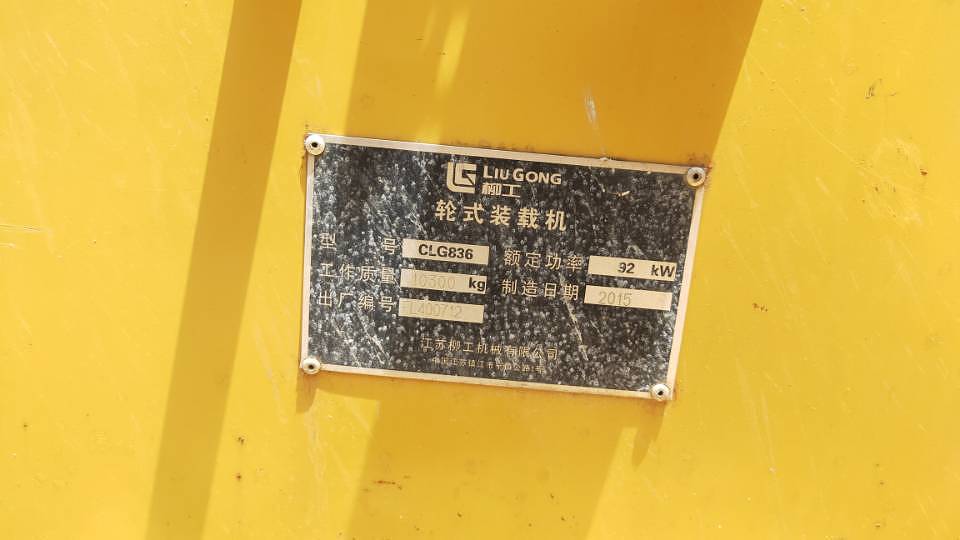 LIUGONG
柳工
轮式装载机
型 号 CLG836 额定功率 92 kW
工作质量 10500 kg 制造日期 2015
出厂编号 L400712
江苏柳工机械有限公司